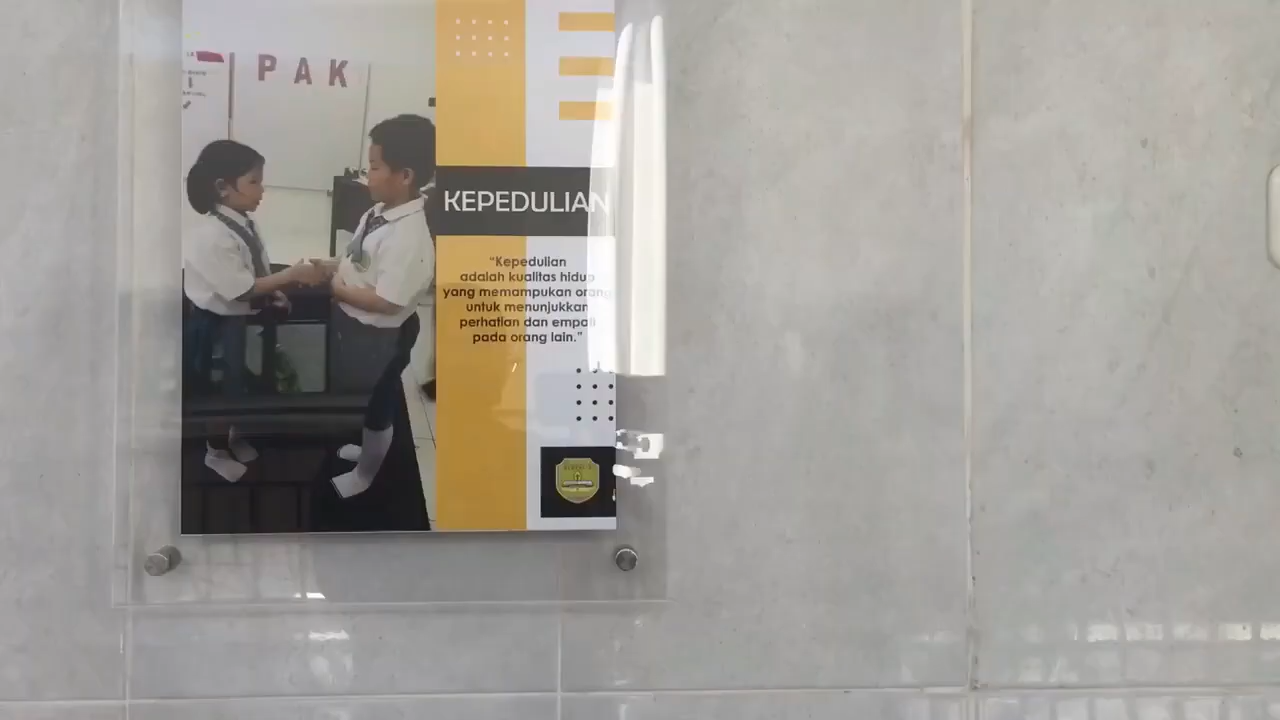 PAK
KEPEDULIAN
“Kepedulian
adalah kualitas hidup
yang memampukan orang
untuk menunjukkan
perhatian dan empati
pada orang lain.”